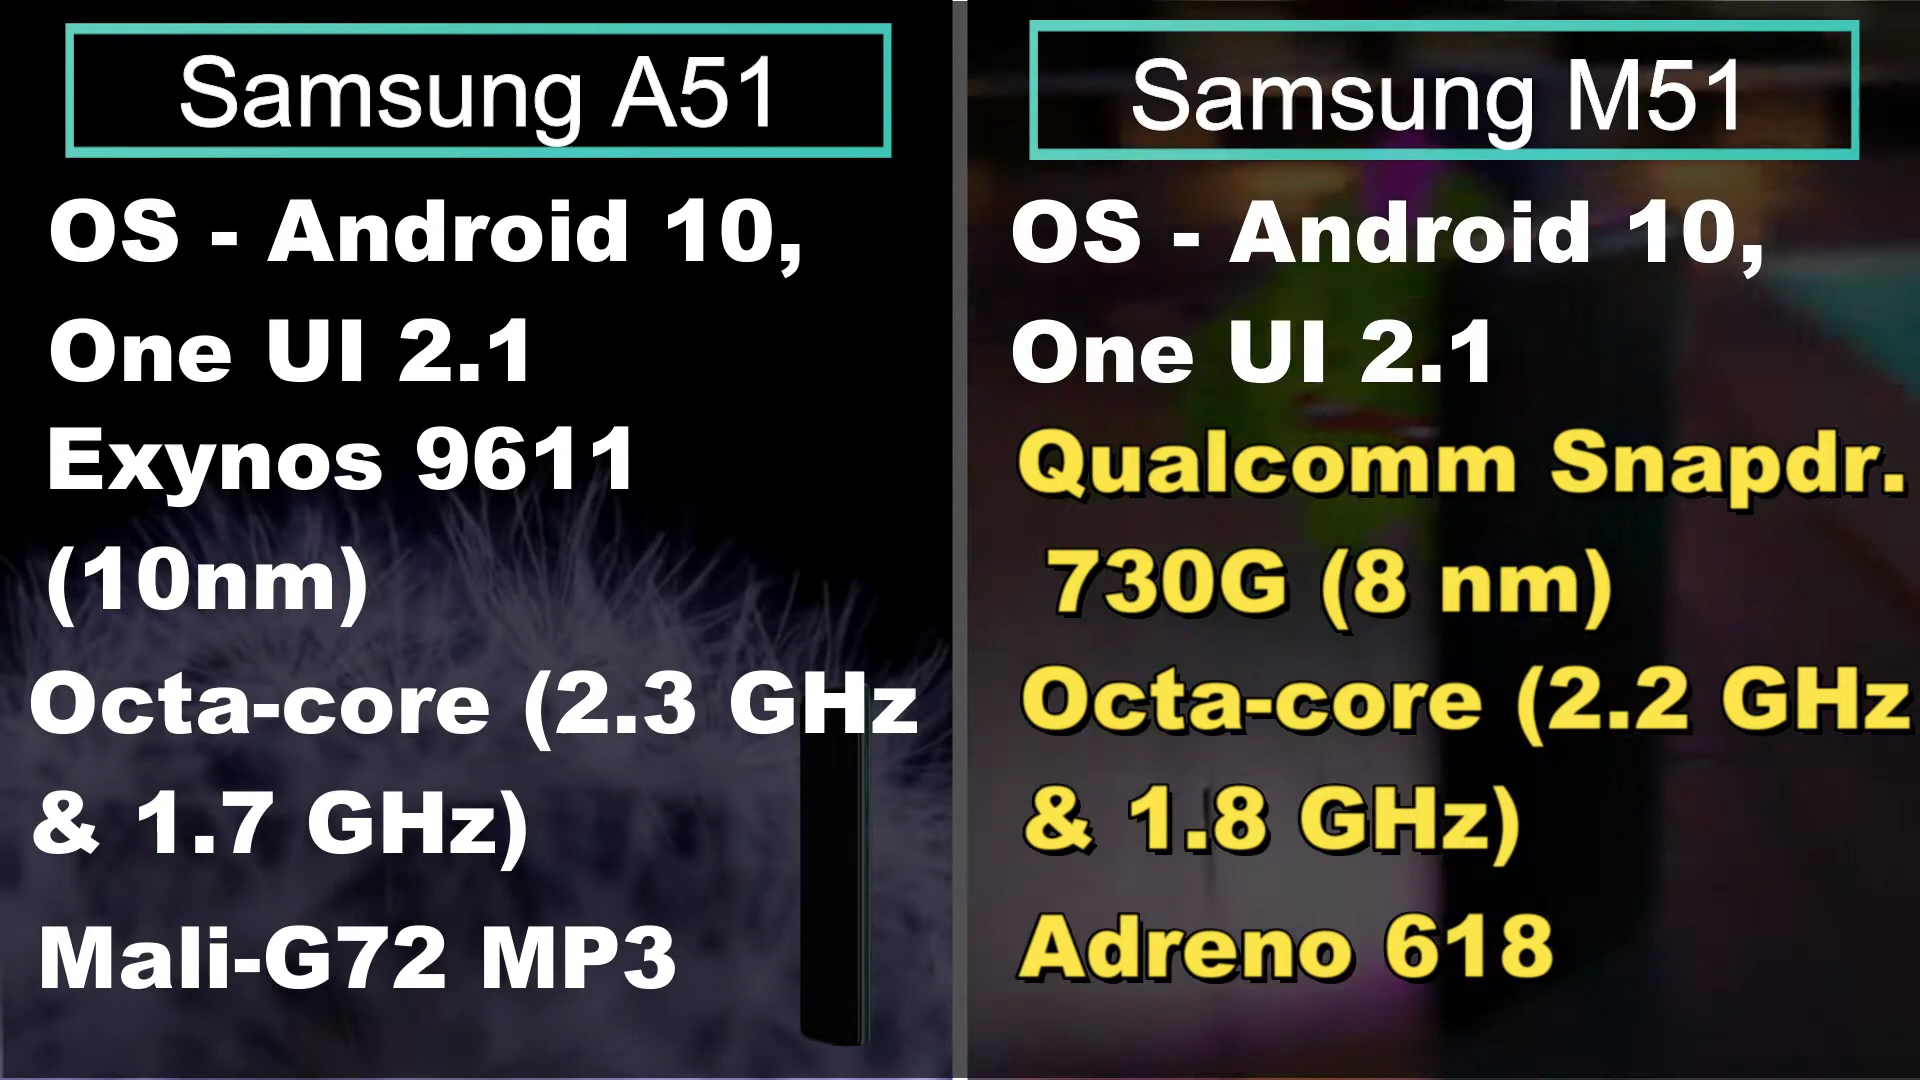 Samsung A51
OS - Android 10,
One UI 2.1
Exynos 9611
(10nm)
Octa-core (2.3 GHz
& 1.7 GHz)
Mali-G72 MP3
Samsung M51
OS - Android 10,
One UI 2.1
Qualcomm Snapdr.
730G (8 nm)
Octa-core (2.2 GHz
& 1.8 GHz)
Adreno 618